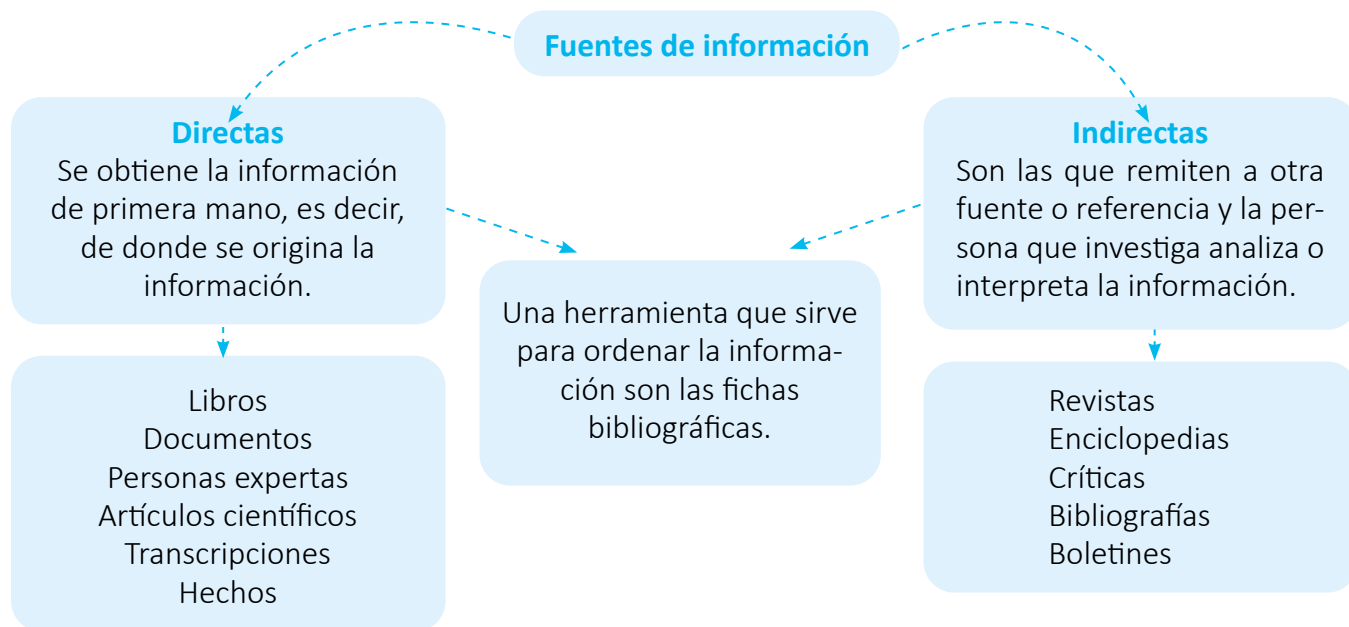 Fuentes de información
Directas
Se obtiene la información
de primera mano, es decir,
de donde se origina la
información.
Indirectas
Son las que remiten a otra
fuente o referencia y la per-
sona que investiga analiza o
interpreta la información.
Una herramienta que sirve
para ordenar la informa-
ción son las fichas
bibliográficas.
Libros
Documentos
Personas expertas
Artículos científicos
Transcripciones
Hechos
Revistas
Enciclopedias
Críticas
Bibliografías
Boletines